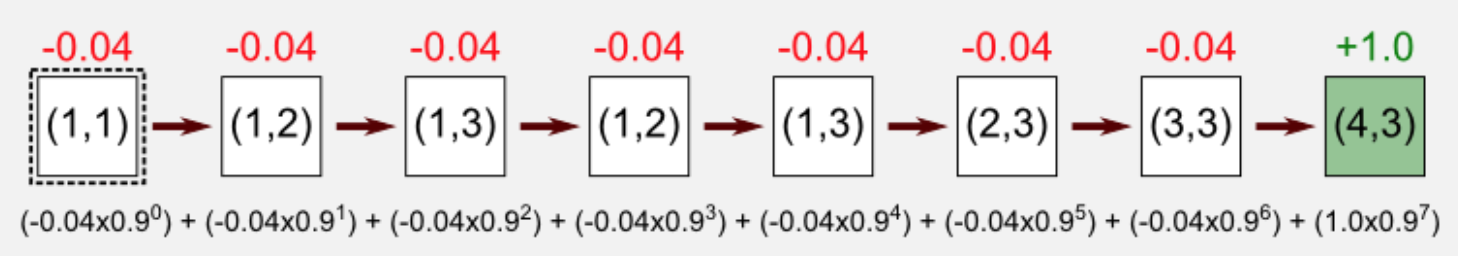 -0.04 -0.04 -0.04 -0.04 -0.04 -0.04 -0.04 +1.0
(1,1) (1,2) (1,3) (1,2) (1,3) (2,3) (3,3) (4,3)
(-0.04x0.9⁰) + (-0.04x0.9¹) + (-0.04x0.9²) + (-0.04x0.9³) + (-0.04x0.9⁴) + (-0.04x0.9⁵) + (-0.04x0.9⁶) + (1.0x0.9⁷)